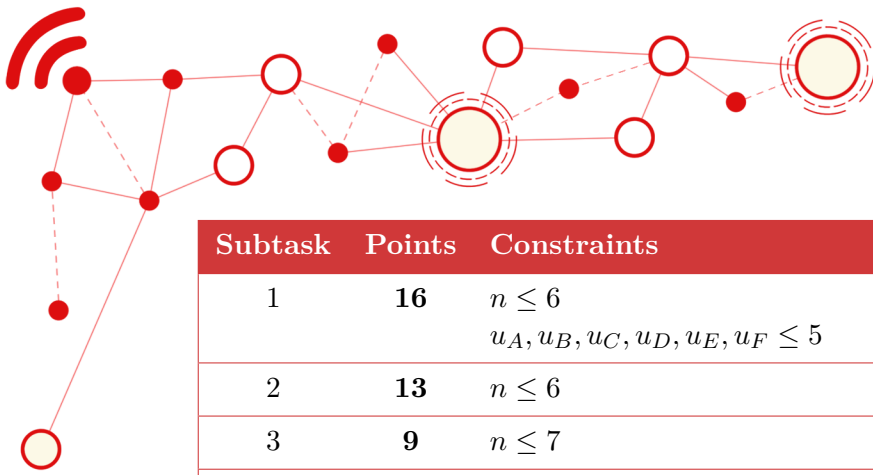 Subtask Points Constraints
1 16 n ≤ 6
u_A, u_B, u_C, u_D, u_E, u_F ≤ 5
2 13 n ≤ 6
3 9 n ≤ 7